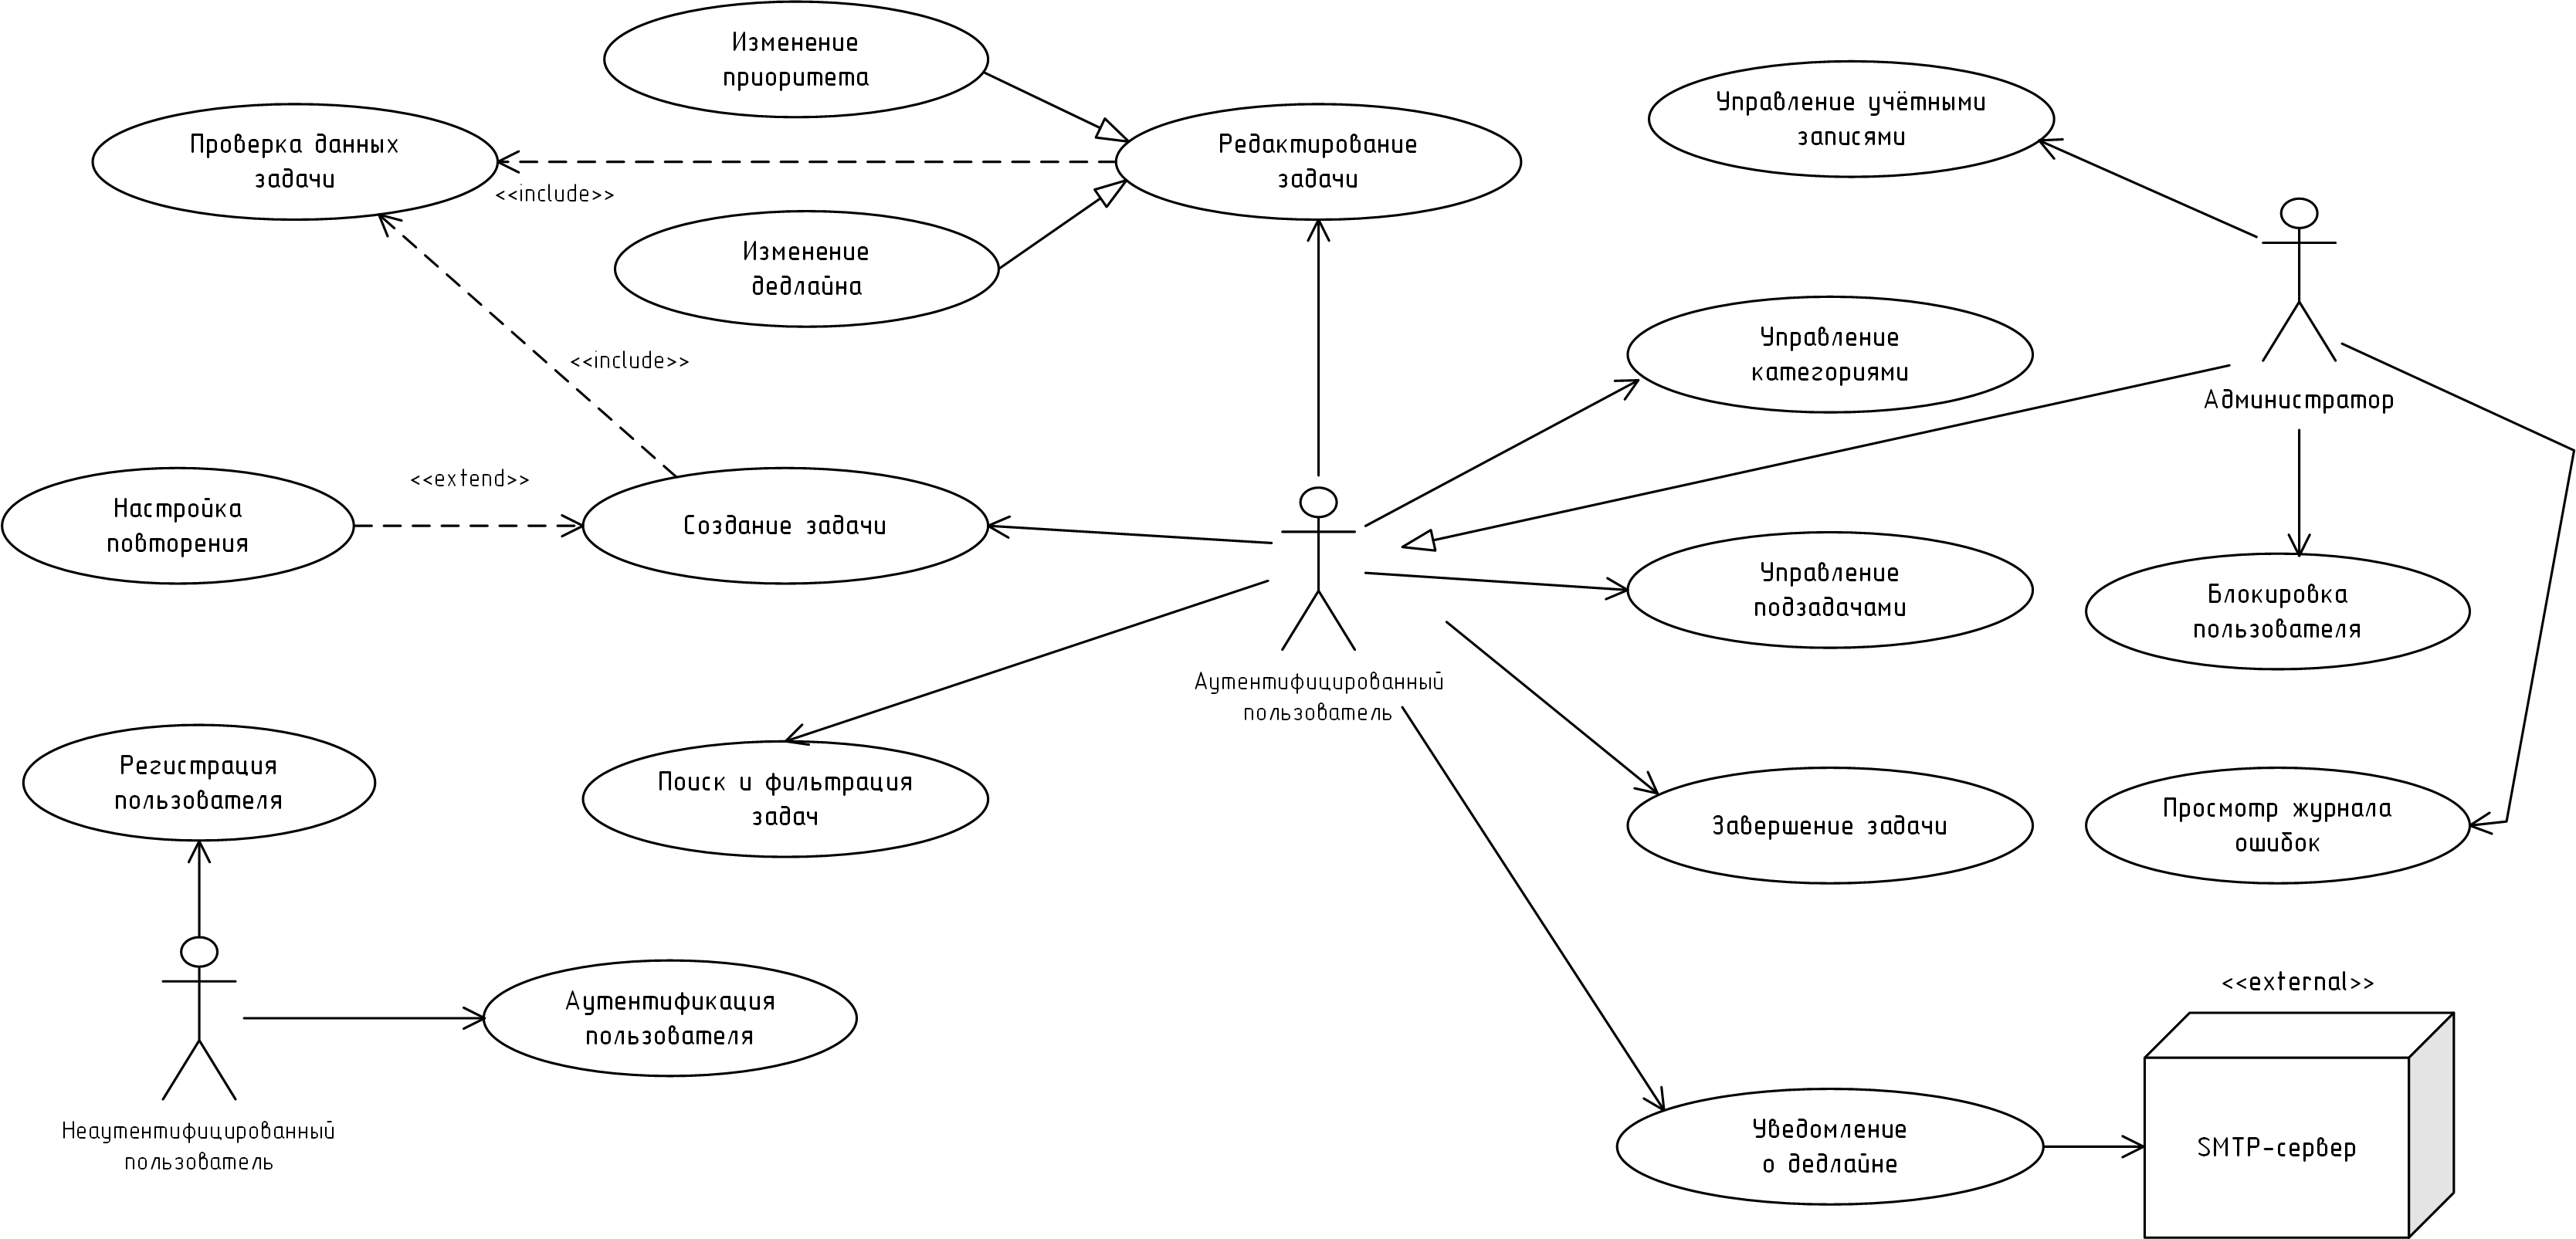 Изменение
приоритета
Управление учётными
записями
Проверка данных
задачи
Редактирование
задачи
<<include>>
Изменение
дедлайна
Управление
категориями
<<include>>
Администратор
<<extend>>
Настройка
повторения
Создание задачи
Управление
подзадачами
Блокировка
пользователя
Аутентифицированный
пользователь
Регистрация
пользователя
Поиск и фильтрация
задач
Завершение задачи
Просмотр журнала
ошибок
Аутентификация
пользователя
<<external>>
Неаутентифицированный
пользователь
Уведомление
о дедлайне
SMTP-сервер